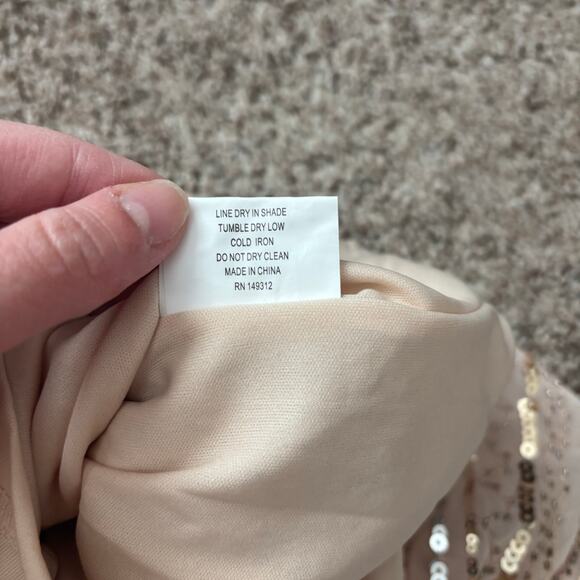 LINE DRY IN SHADE
TUMBLE DRY LOW
COLD IRON
DO NOT DRY CLEAN
MADE IN CHINA
RN 149312